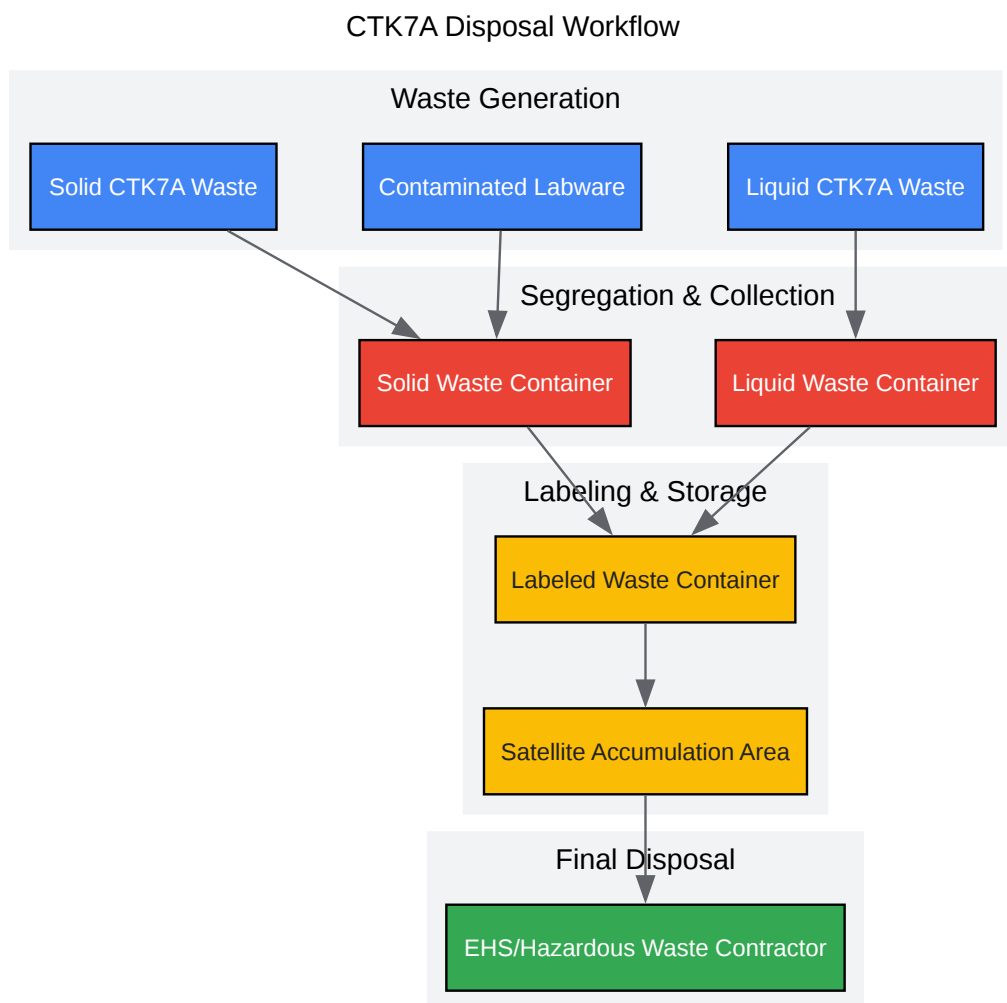 CTK7A Disposal Workflow
Waste Generation
Solid CTK7A Waste
Contaminated Labware
Liquid CTK7A Waste
Segregation & Collection
Solid Waste Container
Liquid Waste Container
Labeling & Storage
Labeled Waste Container
Satellite Accumulation Area
Final Disposal
EHS/Hazardous Waste Contractor